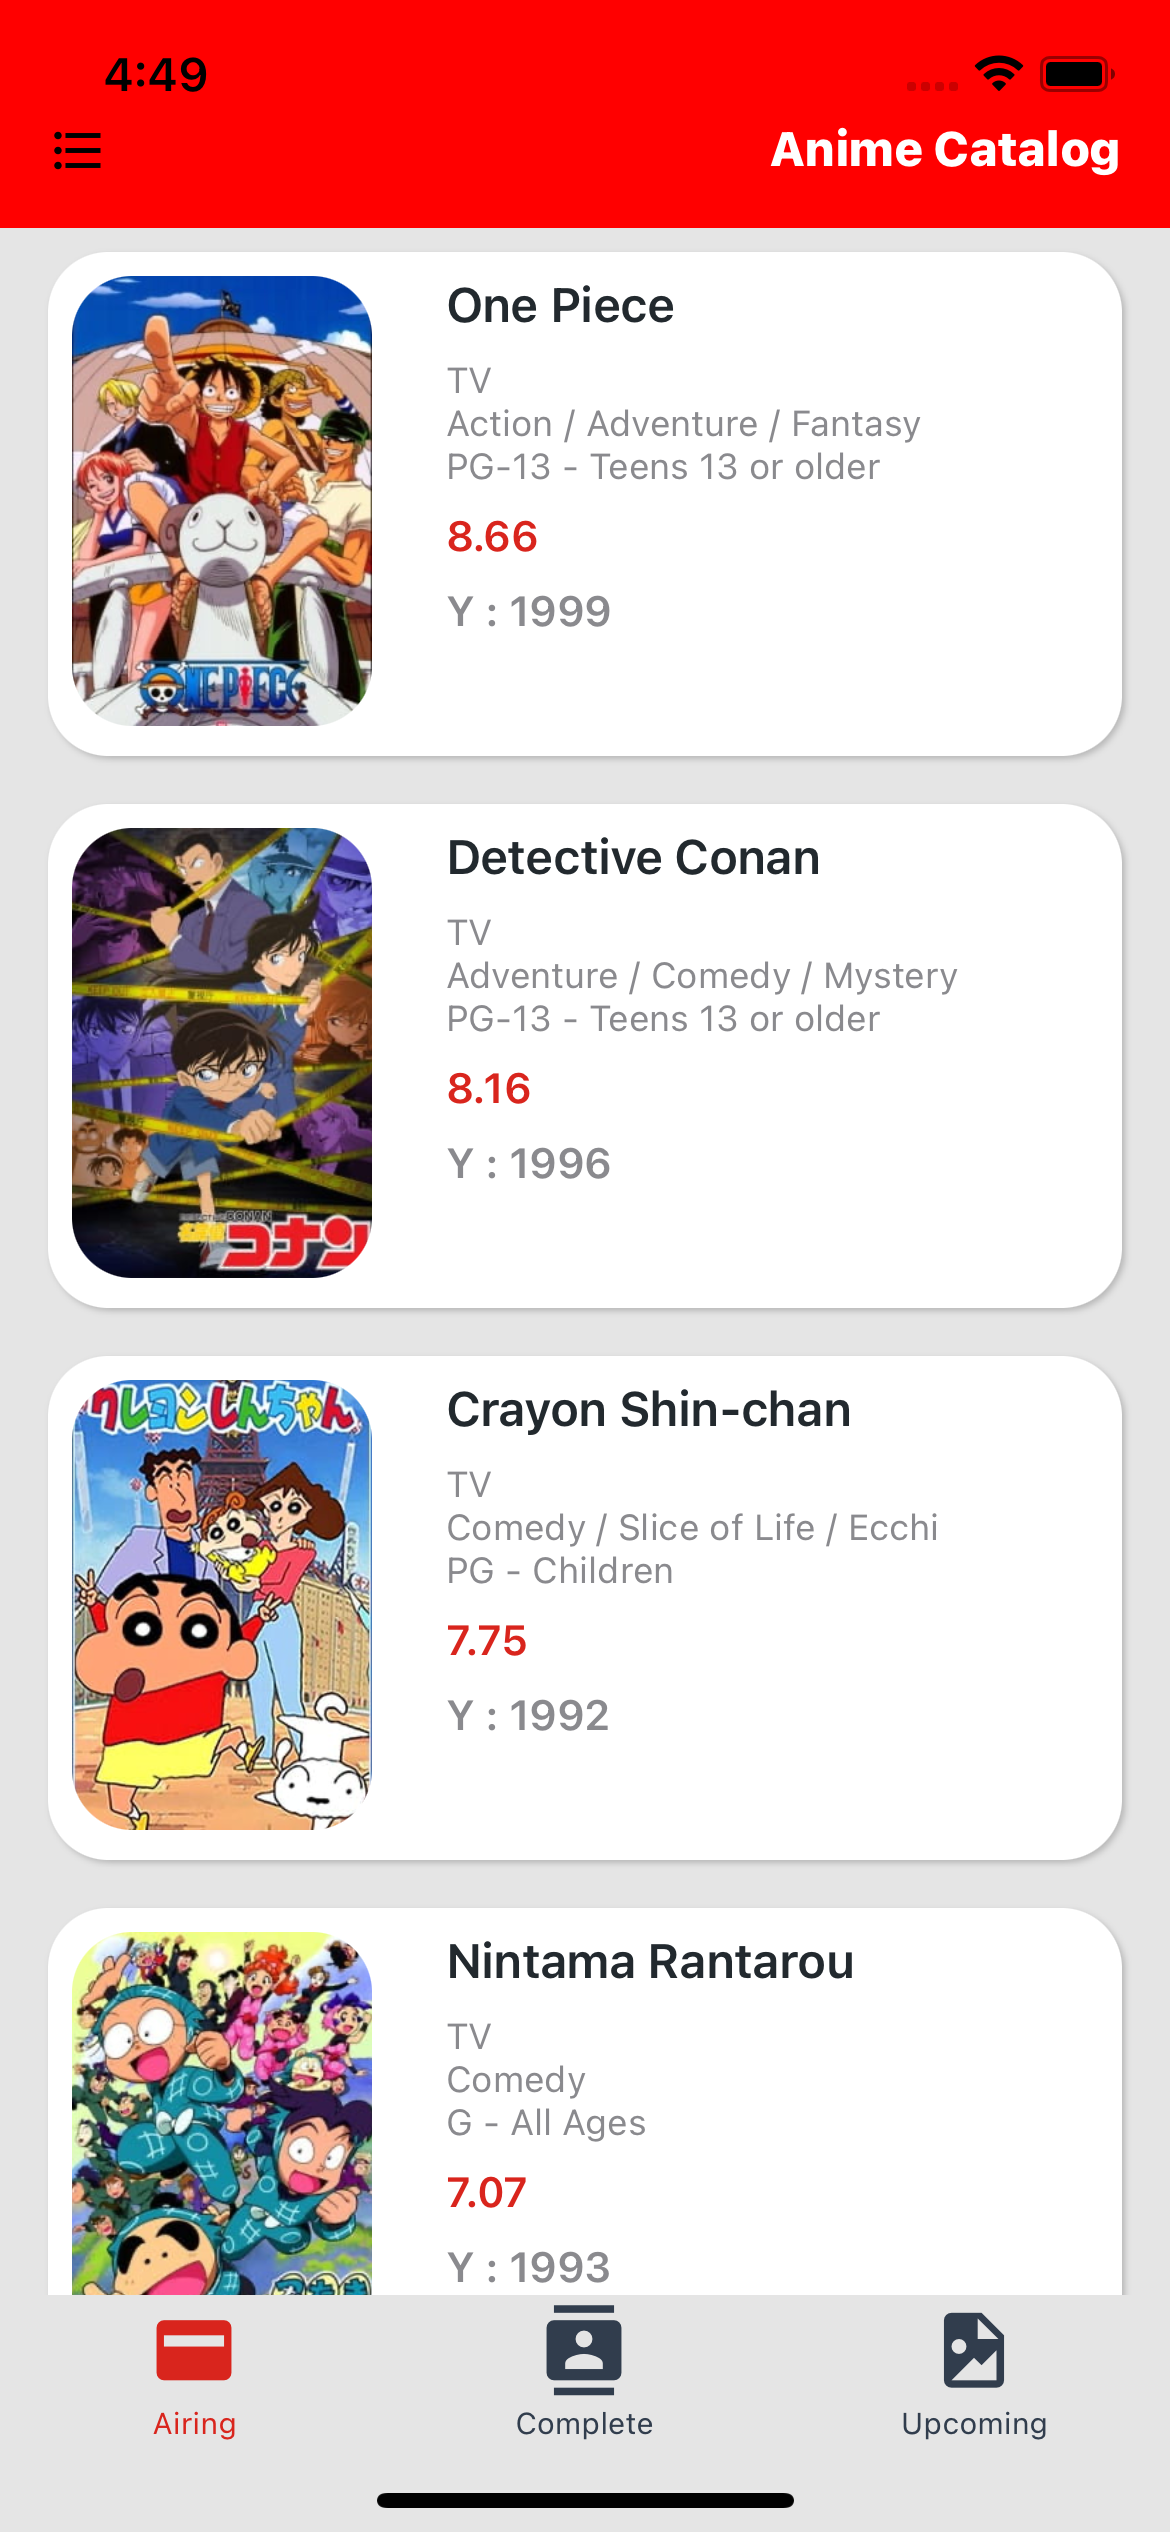 4:49
Anime Catalog
One Piece
TV
Action / Adventure / Fantasy
PG-13 - Teens 13 or older
8.66
Y : 1999
ONE PIECE
Detective Conan
TV
Adventure / Comedy / Mystery
PG-13 - Teens 13 or older
8.16
Y : 1996
CONAN
コナン
クレヨンしんちゃん
Crayon Shin-chan
TV
Comedy / Slice of Life / Ecchi
PG - Children
7.75
Y : 1992
Nintama Rantarou
TV
Comedy
G - All Ages
7.07
Y : 1993
Airing
Complete
Upcoming